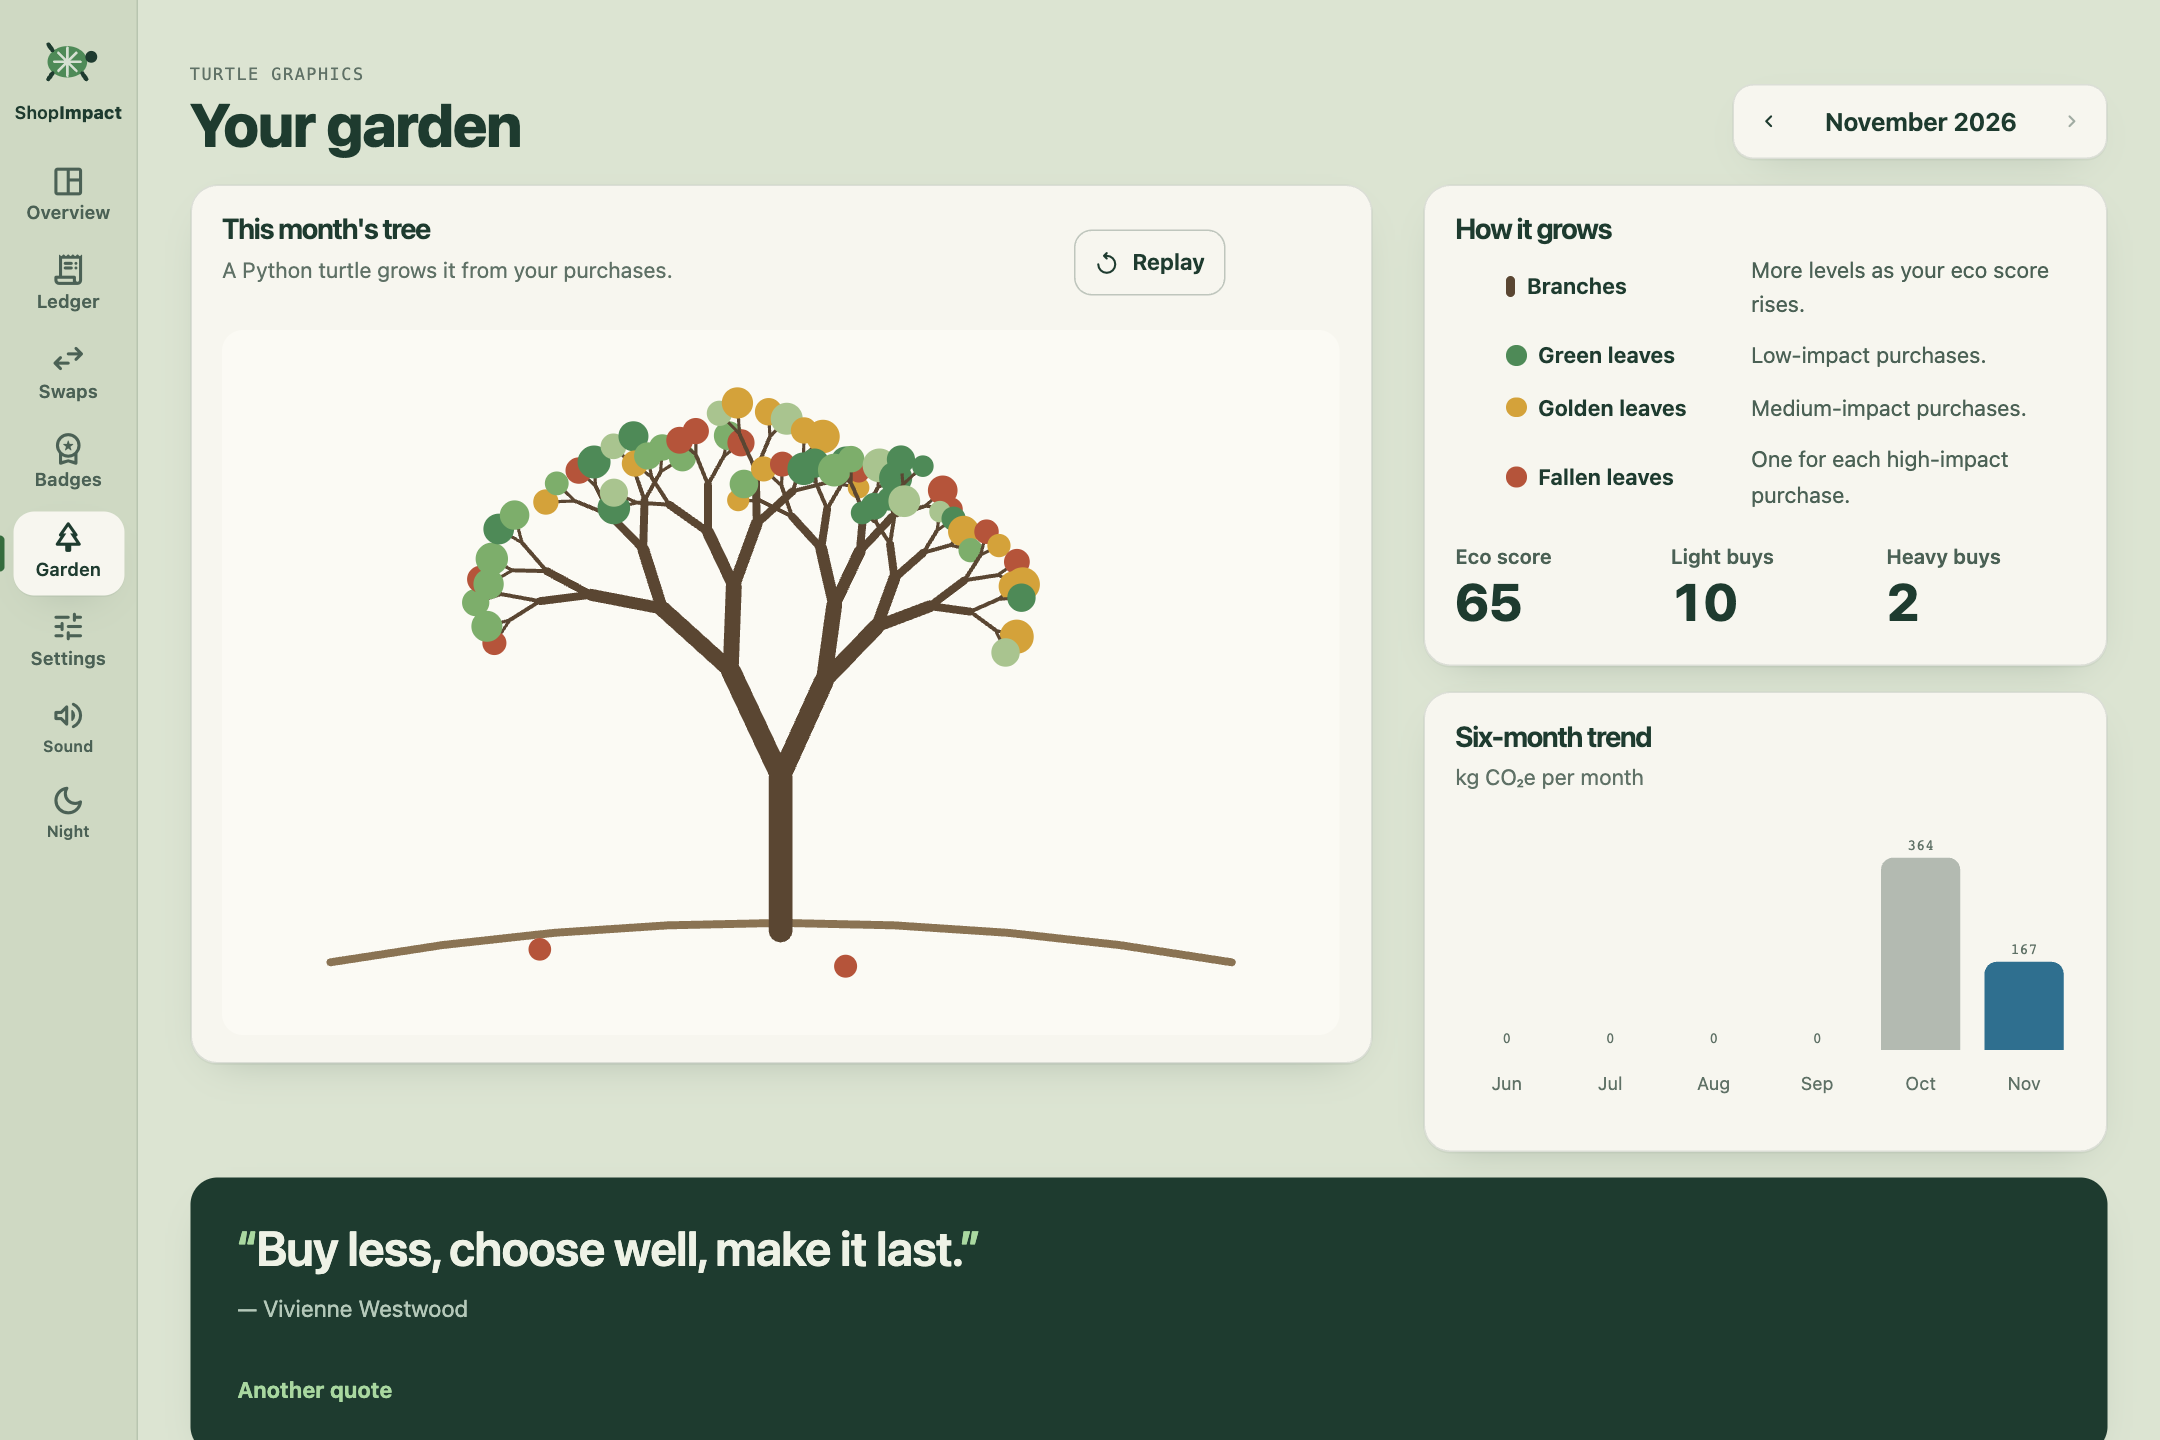 ShopImpact
Overview
Ledger
Swaps
Badges
Garden
Settings
Sound
Night
TURTLE GRAPHICS
Your garden
November 2026
This month's tree
A Python turtle grows it from your purchases.
Replay
How it grows
Branches
More levels as your eco score
rises.
Green leaves
Low-impact purchases.
Golden leaves
Medium-impact purchases.
Fallen leaves
One for each high-impact
purchase.
Eco score
65
Light buys
10
Heavy buys
2
Six-month trend
kg CO₂e per month
0
0
0
0
364
167
Jun
Jul
Aug
Sep
Oct
Nov
“Buy less, choose well, make it last.”
— Vivienne Westwood
Another quote